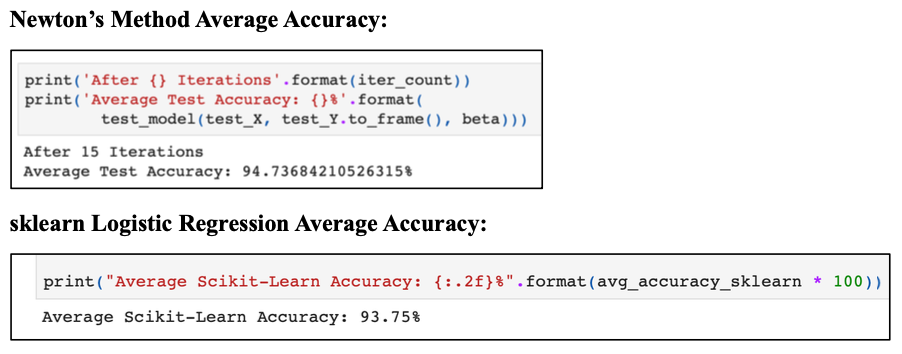 Newton’s Method Average Accuracy:
print('After {} Iterations'.format(iter_count))
print('Average Test Accuracy: {}%'.format(
test_model(test_X, test_Y.to_frame(), beta)))
After 15 Iterations
Average Test Accuracy: 94.73684210526315%
sklearn Logistic Regression Average Accuracy:
print("Average Scikit-Learn Accuracy: {:.2f}%".format(avg_accuracy_sklearn * 100))
Average Scikit-Learn Accuracy: 93.75%